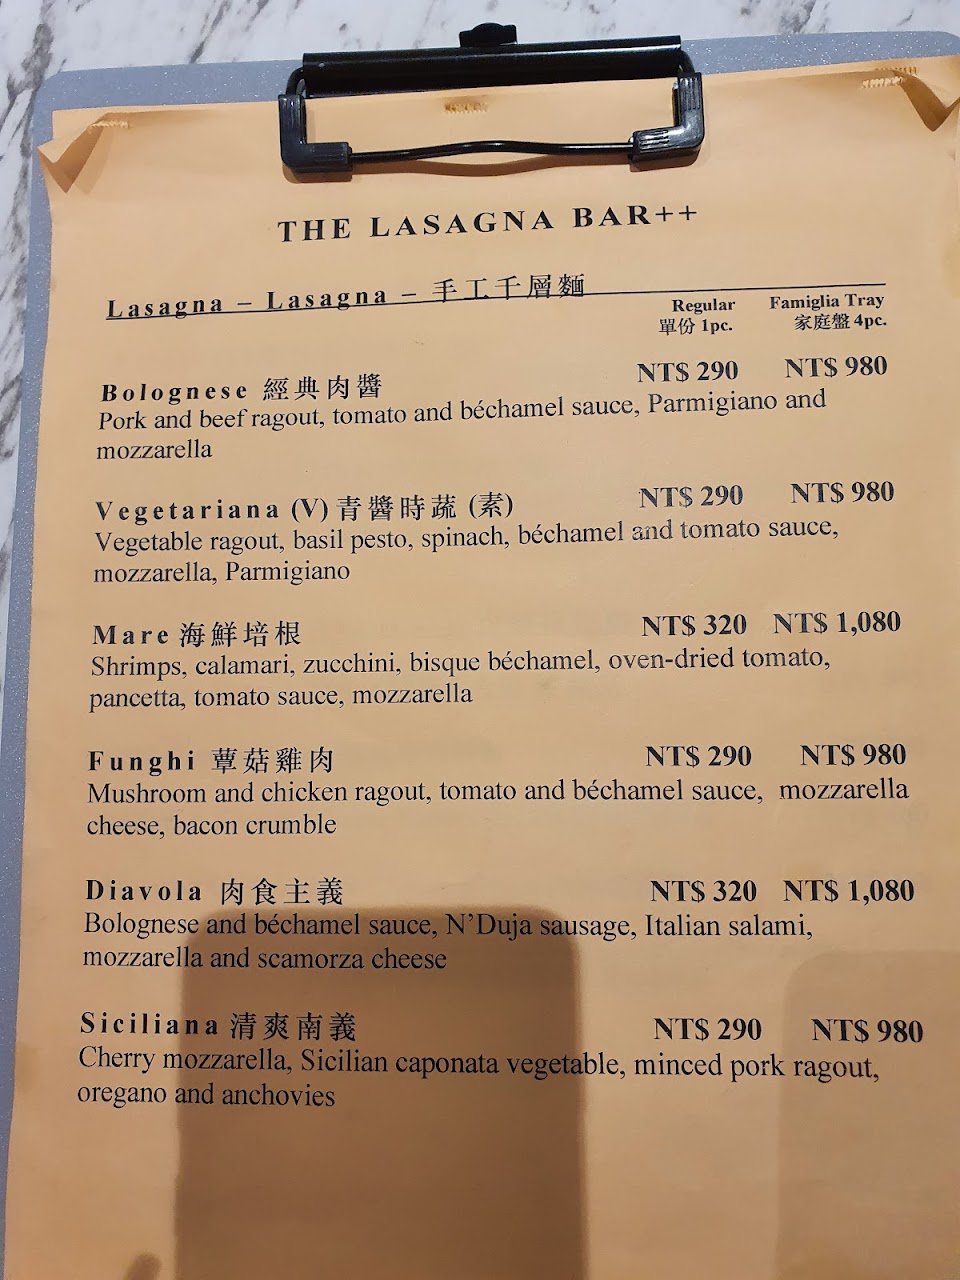 THE LASAGNA BAR++
Lasagna – Lasagna – 手工千層麵
Regular Famiglia Tray
單份 1pc. 家庭盤 4pc.
Bolognese 經典肉醬 NT$ 290 NT$ 980
Pork and beef ragout, tomato and béchamel sauce, Parmigiano and
mozzarella
Vegetariana (V) 青醬時蔬 (素) NT$ 290 NT$ 980
Vegetable ragout, basil pesto, spinach, béchamel and tomato sauce,
mozzarella, Parmigiano
Mare 海鮮培根 NT$ 320 NT$ 1,080
Shrimps, calamari, zucchini, bisque béchamel, oven-dried tomato,
pancetta, tomato sauce, mozzarella
Funghi 蕈菇雞肉 NT$ 290 NT$ 980
Mushroom and chicken ragout, tomato and béchamel sauce, mozzarella
cheese, bacon crumble
Diavola 肉食主義 NT$ 320 NT$ 1,080
Bolognese and béchamel sauce, N’Duja sausage, Italian salami,
mozzarella and scamorza cheese
Siciliana 清爽南義 NT$ 290 NT$ 980
Cherry mozzarella, Sicilian caponata vegetable, minced pork ragout,
oregano and anchovies